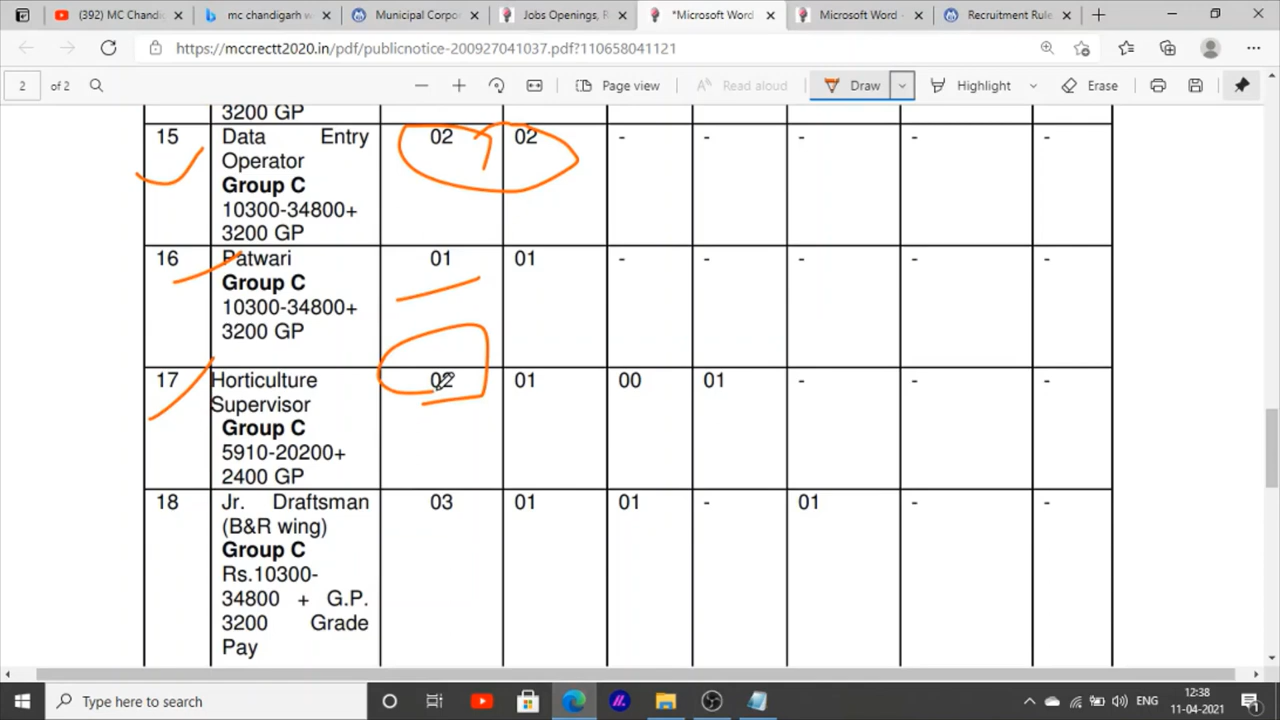 (392) MC Chandi
mc chandigarh w
Municipal Corpo
Jobs Openings, R
*Microsoft Word
Microsoft Word -
Recruitment Rule
https://mccrectt2020.in/pdf/publicnotice-200927041037.pdf?110658041121
2 of 2 Page view Read aloud Draw Highlight Erase
3200 GP
15 Data Entry 02 02 - - - - -
Operator
Group C
10300-34800+
3200 GP
16 Patwari 01 01 - - - - -
Group C
10300-34800+
3200 GP
17 Horticulture 02 01 00 01 - - -
Supervisor
Group C
5910-20200+
2400 GP
18 Jr. Draftsman 03 01 01 - 01 - -
(B&R wing)
Group C
Rs.10300-
34800 + G.P.
3200 Grade
Pay
Type here to search
ENG
12:38
11-04-2021
1